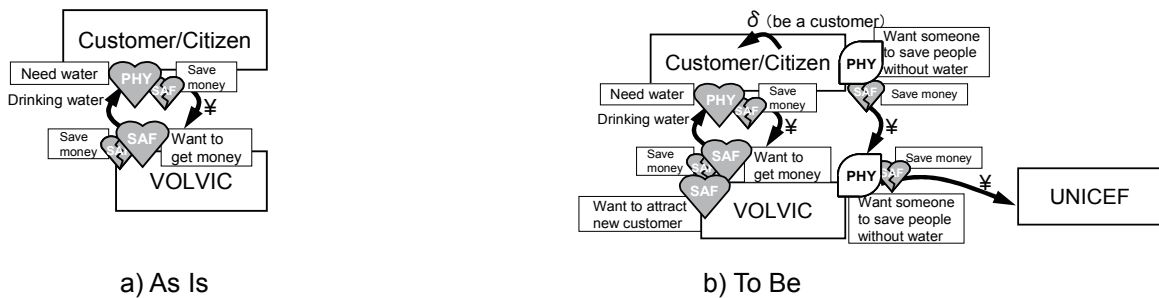 Customer/Citizen
Need water
PHY
SAF
Save
money
Drinking water
¥
Save
money
SAF
SAF
Want to
get money
VOLVIC
a) As Is
δ (be a customer)
Customer/Citizen
PHY
Want someone
to save people
without water
Need water
PHY
SAF
Save
money
SAF
Save money
Drinking water
¥
¥
Save
money
SAF
SAF
Want to
get money
SAF
Want to attract
new customer
VOLVIC
PHY
SAF
Save money
¥
Want someone
to save people
without water
UNICEF
b) To Be